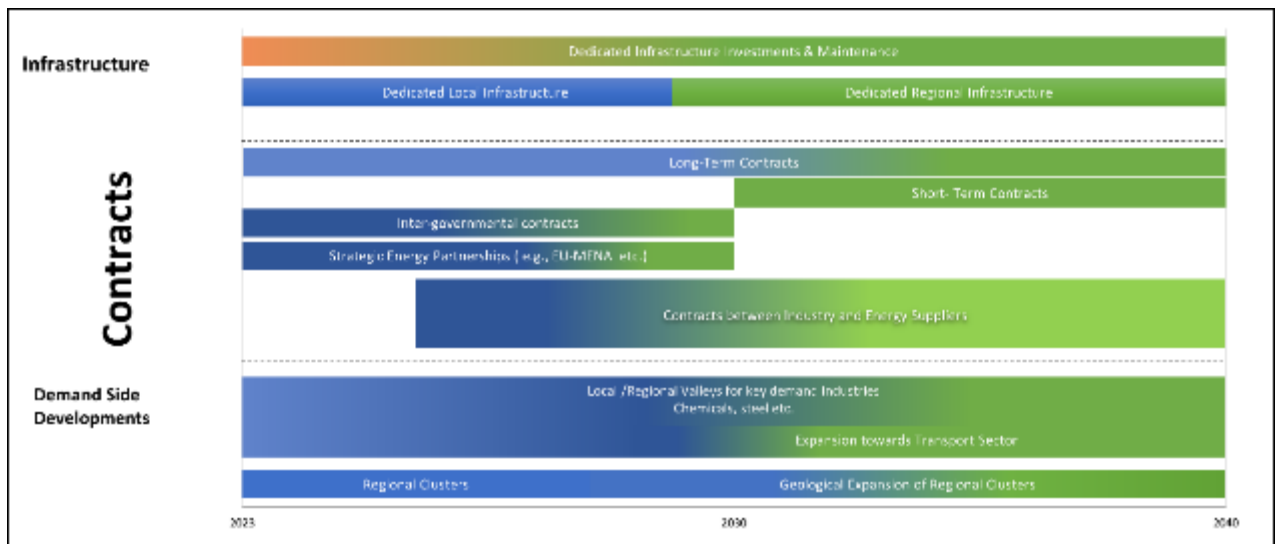 Infrastructure
Dedicated Infrastructure Investments & Maintenance
Dedicated Local Infrastructure
Dedicated Regional Infrastructure
Contracts
Long-Term Contracts
Short- Term Contracts
Inter-governmental contracts
Strategic Energy Partnerships ( e.g., EU-MENA etc.)
Contracts between Industry and Energy Suppliers
Demand Side
Developments
Local /Regional Valleys for key demand Industries
Chemicals, steel etc.
Expansion towards Transport Sector
Regional Clusters
Geological Expansion of Regional Clusters
2023
2030
2040